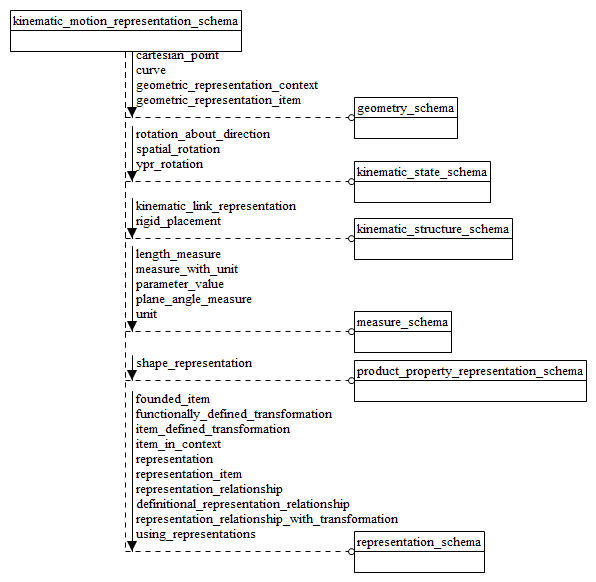 kinematic_motion_representation_schema
cartesian_point
curve
geometric_representation_context
geometric_representation_item
geometry_schema
rotation_about_direction
spatial_rotation
ypr_rotation
kinematic_state_schema
kinematic_link_representation
rigid_placement
kinematic_structure_schema
length_measure
measure_with_unit
parameter_value
plane_angle_measure
unit
measure_schema
shape_representation
product_property_representation_schema
founded_item
functionally_defined_transformation
item_defined_transformation
item_in_context
representation
representation_item
representation_relationship
definitional_representation_relationship
representation_relationship_with_transformation
using_representations
representation_schema